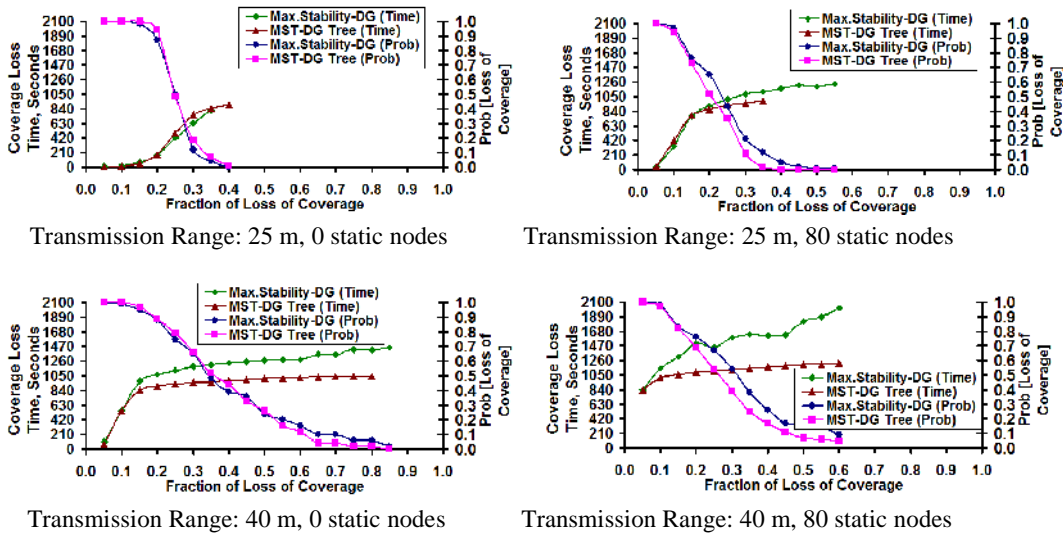 Max.Stability-DG (Time)
MST-DG Tree (Time)
Max.Stability-DG (Prob)
MST-DG Tree (Prob)
Coverage Loss
Time, Seconds
2100
1890
1680
1470
1260
1050
840
630
420
210
0
1.0
0.9
0.8
0.7
0.6
0.5
0.4
0.3
0.2
0.1
0.0
Prob [Loss of
Coverage]
0.0 0.1 0.2 0.3 0.4 0.5 0.6 0.7 0.8 0.9 1.0
Fraction of Loss of Coverage
Transmission Range: 25 m, 0 static nodes
Max.Stability-DG (Time)
MST-DG Tree (Time)
Max.Stability-DG (Prob)
MST-DG Tree (Prob)
Coverage Loss
Time, Seconds
2100
1890
1680
1470
1260
1050
840
630
420
210
0
1.0
0.9
0.8
0.7
0.6
0.5
0.4
0.3
0.2
0.1
0.0
Prob [Loss of
Coverage]
0.0 0.1 0.2 0.3 0.4 0.5 0.6 0.7 0.8 0.9 1.0
Fraction of Loss of Coverage
Transmission Range: 25 m, 80 static nodes
Max.Stability-DG (Time)
MST-DG Tree (Time)
Max.Stability-DG (Prob)
MST-DG Tree (Prob)
Coverage Loss
Time, Seconds
2100
1890
1680
1470
1260
1050
840
630
420
210
0
1.0
0.9
0.8
0.7
0.6
0.5
0.4
0.3
0.2
0.1
0.0
Prob [Loss of
Coverage]
0.0 0.1 0.2 0.3 0.4 0.5 0.6 0.7 0.8 0.9 1.0
Fraction of Loss of Coverage
Transmission Range: 40 m, 0 static nodes
Max.Stability-DG (Time)
MST-DG Tree (Time)
Max.Stability-DG (Prob)
MST-DG Tree (Prob)
Coverage Loss
Time, Seconds
2100
1890
1680
1470
1260
1050
840
630
420
210
0
1.0
0.9
0.8
0.7
0.6
0.5
0.4
0.3
0.2
0.1
0.0
Prob [Loss of
Coverage]
0.0 0.1 0.2 0.3 0.4 0.5 0.6 0.7 0.8 0.9 1.0
Fraction of Loss of Coverage
Transmission Range: 40 m, 80 static nodes